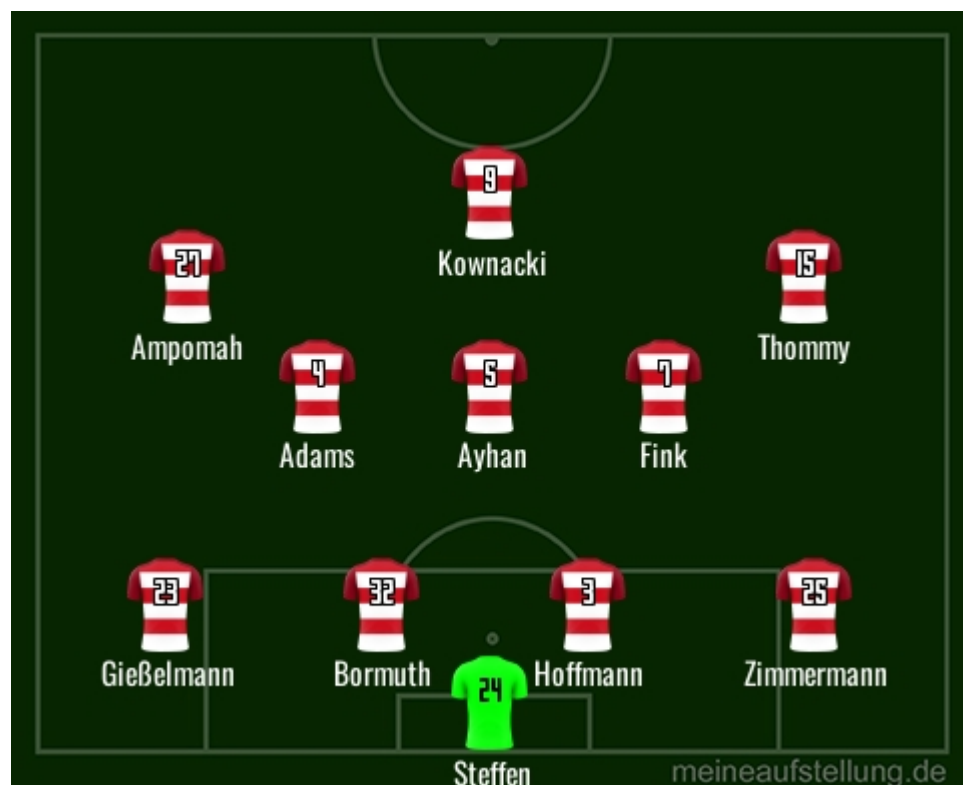 9
Kownacki
27
15
Ampomah
Thommy
4
5
7
Adams
Ayhan
Fink
23
32
3
25
Gießelmann
Bormuth
Hoffmann
Zimmermann
24
Steffen
meineaufstellung.de